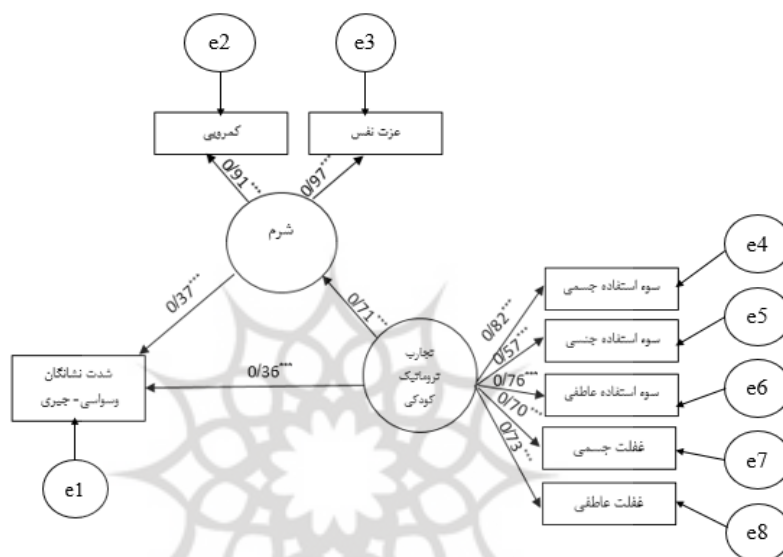 e2
e3
کمرویی
عزت نفس
0/91***
0/97***
شرم
e4
سوء استفاده جسمی
0/82***
0/37***
0/71***
e5
سوء استفاده جنسی
0/57***
تجارب
تروماتیک
کودکی
e6
سوء استفاده عاطفی
0/76***
شدت نشانگان
وسواسی- جبری
0/36***
0/70***
e7
غفلت جسمی
0/73***
e1
e8
غفلت عاطفی